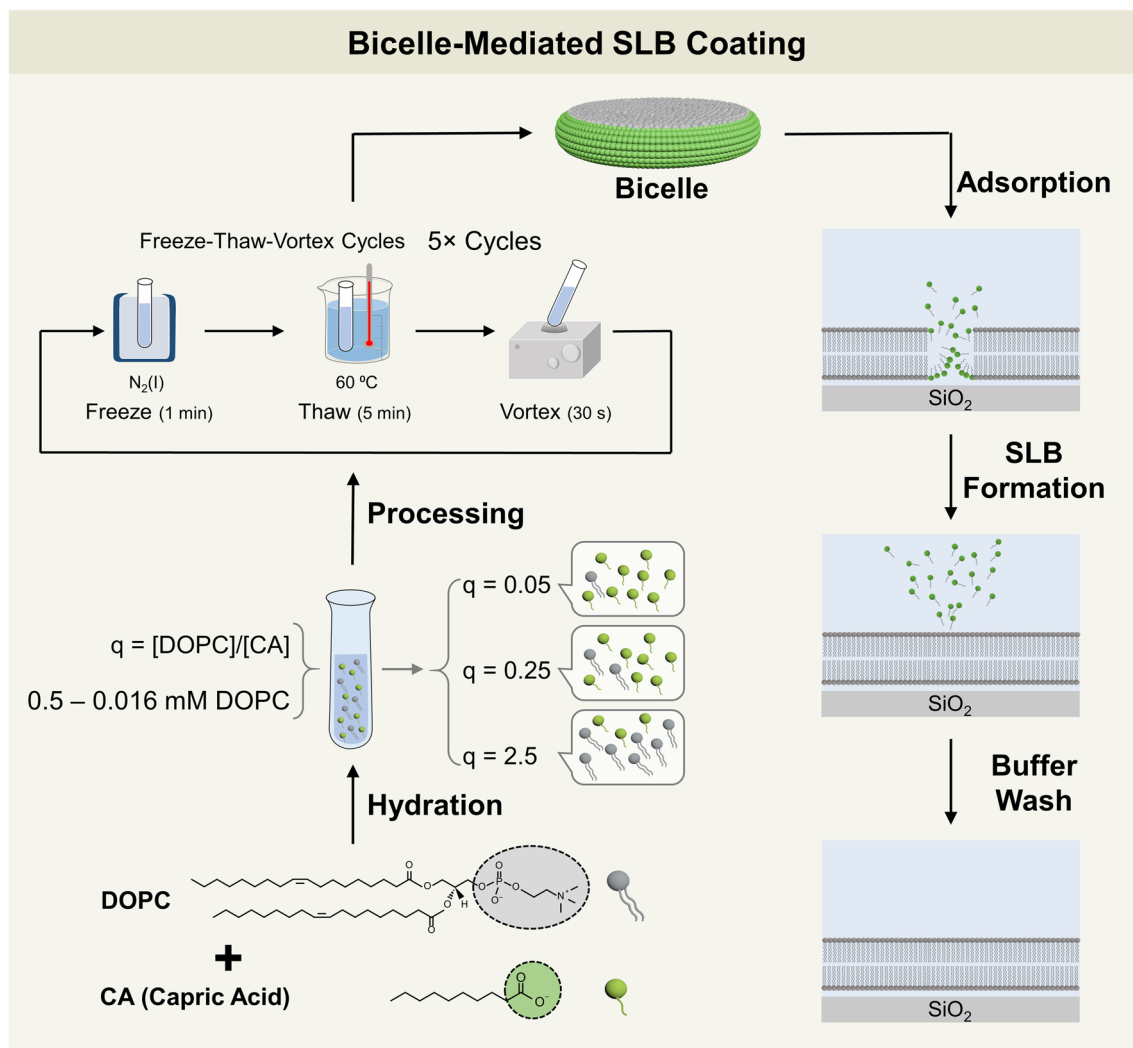 Bicelle-Mediated SLB Coating
Bicelle
Adsorption
Freeze-Thaw-Vortex Cycles 5× Cycles
N₂(l)
60 ºC
Freeze (1 min)
Thaw (5 min)
Vortex (30 s)
SiO₂
SLB
Formation
Processing
q = 0.05
q = [DOPC]/[CA]
q = 0.25
0.5 – 0.016 mM DOPC
q = 2.5
SiO₂
Hydration
Buffer
Wash
DOPC
O
O
O
P
O
O⁻
N
O
H
O
+
CA (Capric Acid)
O
O⁻
SiO₂